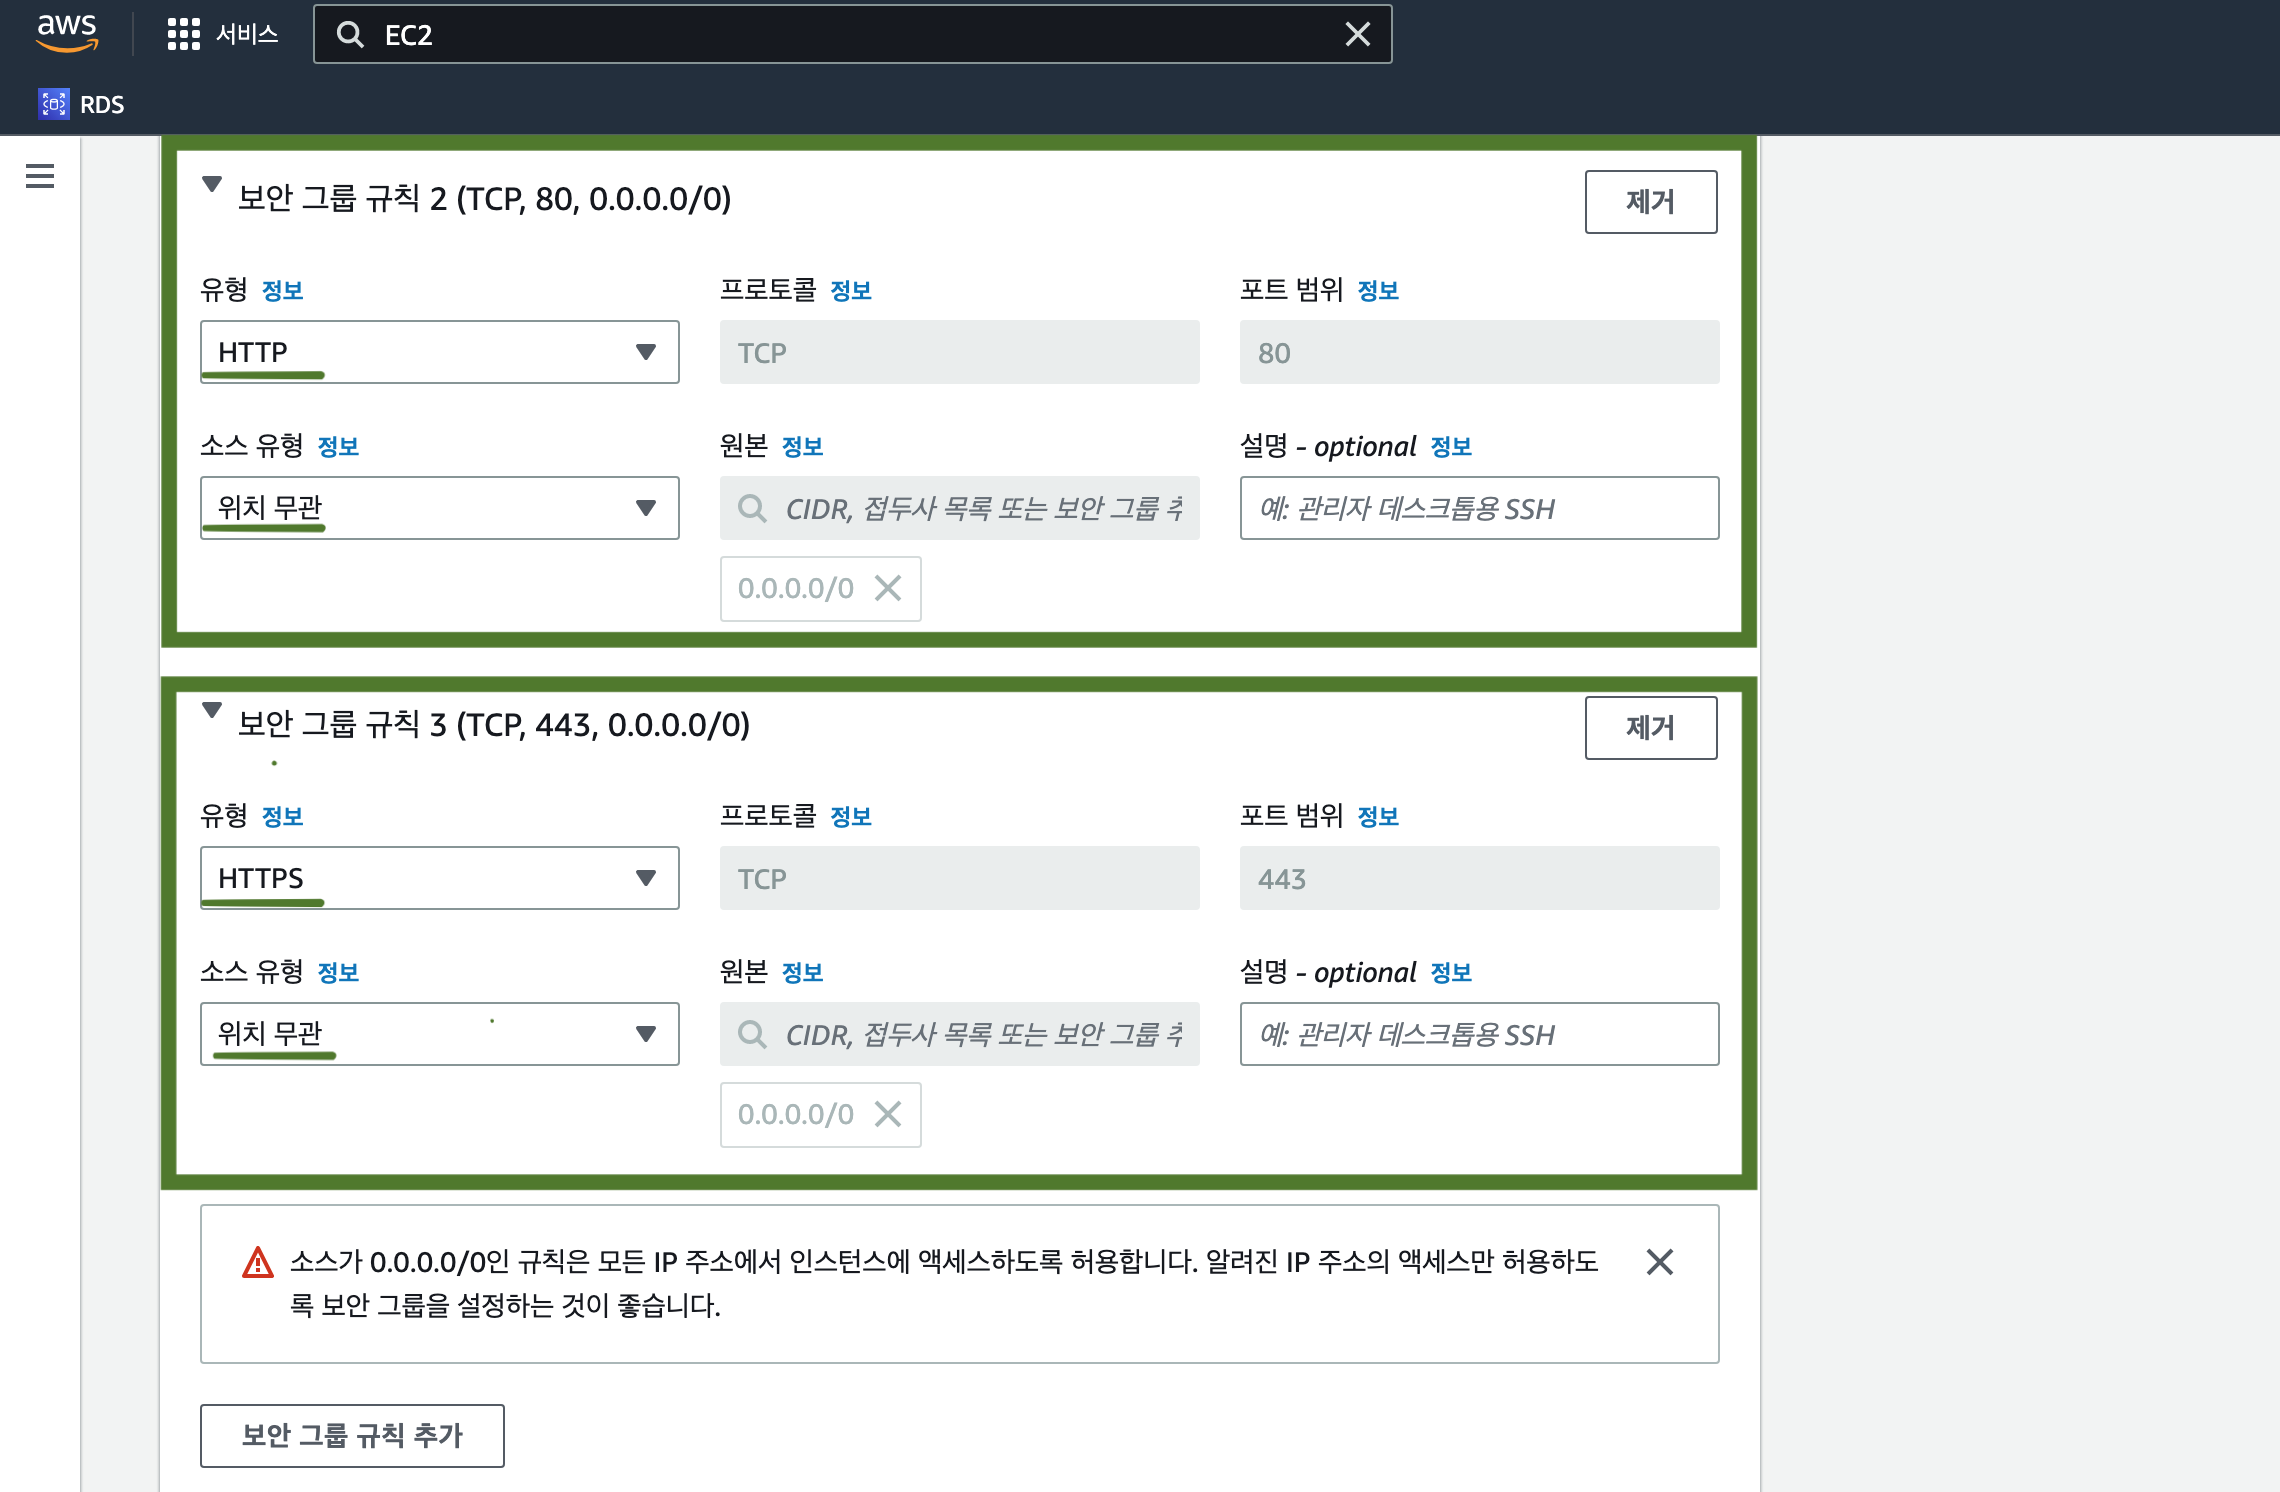 aws
서비스
EC2
RDS
보안 그룹 규칙 2 (TCP, 80, 0.0.0.0/0)
제거
유형 정보
프로토콜 정보
포트 범위 정보
HTTP
TCP
80
소스 유형 정보
원본 정보
설명 - optional 정보
위치 무관
CIDR, 접두사 목록 또는 보안 그룹
예: 관리자 데스크톱용 SSH
0.0.0.0/0
보안 그룹 규칙 3 (TCP, 443, 0.0.0.0/0)
제거
유형 정보
프로토콜 정보
포트 범위 정보
HTTPS
TCP
443
소스 유형 정보
원본 정보
설명 - optional 정보
위치 무관
CIDR, 접두사 목록 또는 보안 그룹
예: 관리자 데스크톱용 SSH
0.0.0.0/0
소스가 0.0.0.0/0인 규칙은 모든 IP 주소에서 인스턴스에 액세스하도록 허용합니다. 알려진 IP 주소의 액세스만 허용하도
록 보안 그룹을 설정하는 것이 좋습니다.
보안 그룹 규칙 추가